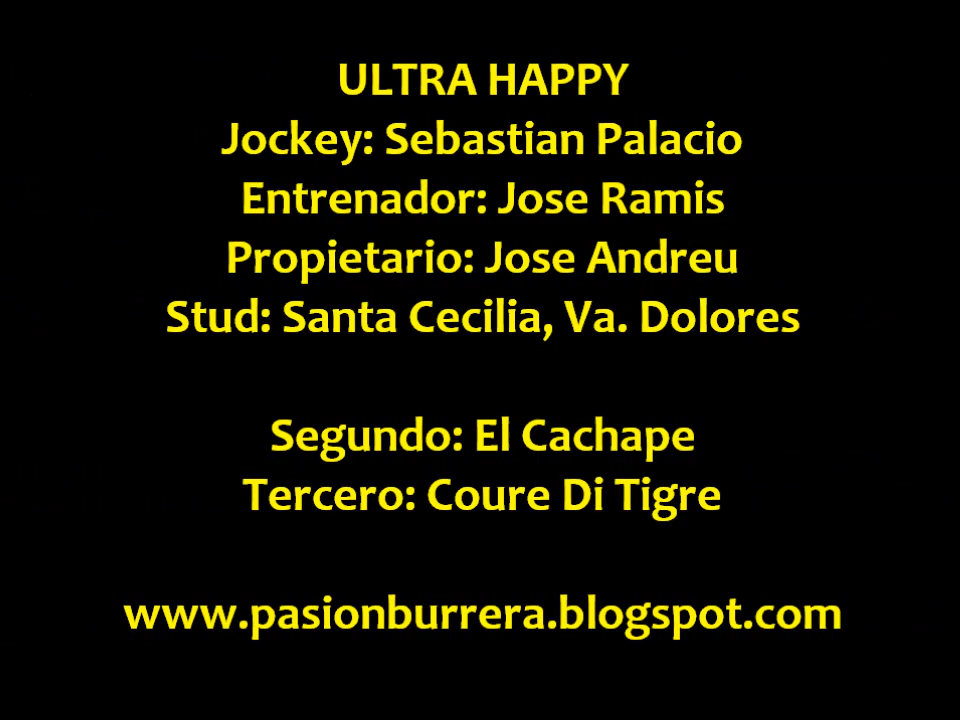 ULTRA HAPPY
Jockey: Sebastian Palacio
Entrenador: Jose Ramis
Propietario: Jose Andreu
Stud: Santa Cecilia, Va. Dolores
Segundo: El Cachape
Tercero: Coure Di Tigre
www.pasionburrera.blogspot.com